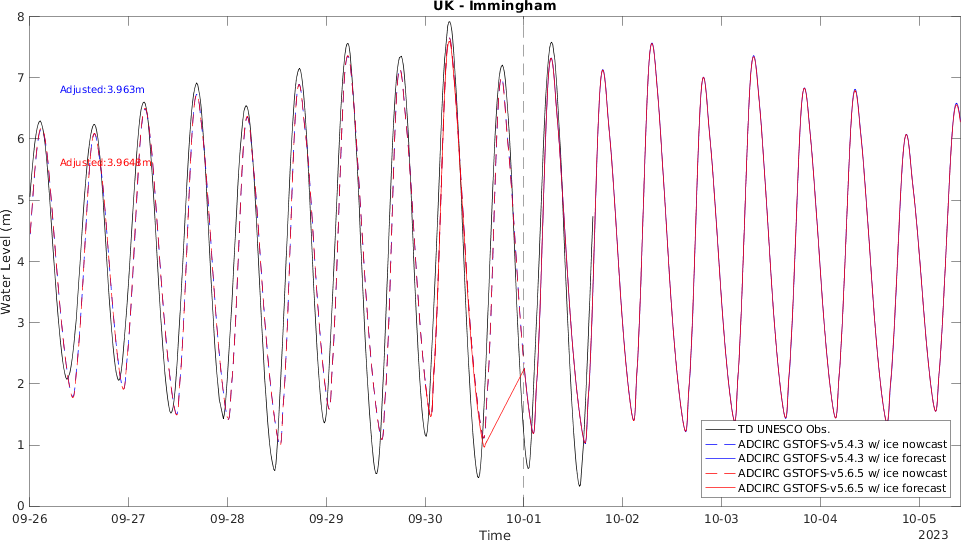 UK - Immingham
8
7
6
5
4
3
2
1
0
Water Level (m)
Adjusted:3.963m
TD UNESCO Obs.
ADCIRC GSTOFS-v5.4.3 w/ ice nowcast
ADCIRC GSTOFS-v5.4.3 w/ ice forecast
ADCIRC GSTOFS-v5.6.5 w/ ice nowcast
ADCIRC GSTOFS-v5.6.5 w/ ice forecast
09-26 09-27 09-28 09-29 09-30 10-01 10-02 10-03 10-04 10-05
Time
2023